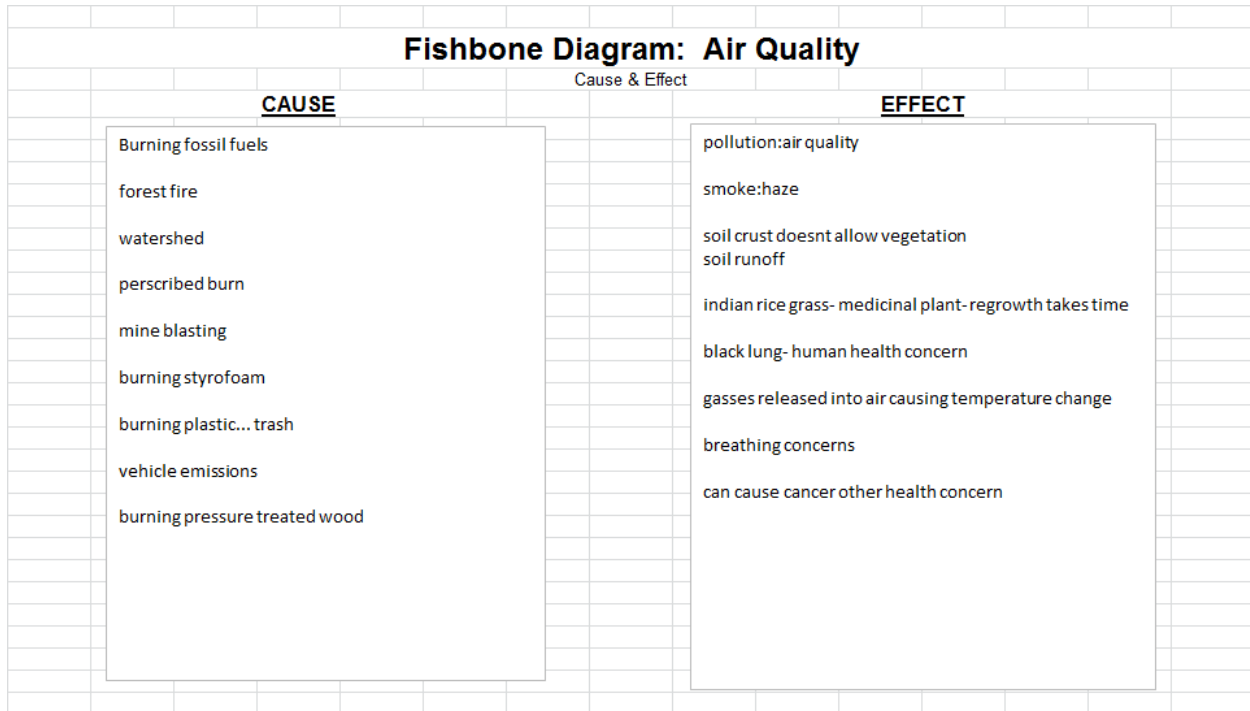 Fishbone Diagram:  Air Quality
Cause & Effect
CAUSE
Burning fossil fuels
forest fire
watershed
perscribed burn
mine blasting
burning styrofoam
burning plastic... trash
vehicle emissions
burning pressure treated wood
EFFECT
pollution:air quality
smoke:haze
soil crust doesnt allow vegetation
soil runoff
indian rice grass- medicinal plant- regrowth takes time
black lung- human health concern
gasses released into air causing temperature change
breathing concerns
can cause cancer other health concern